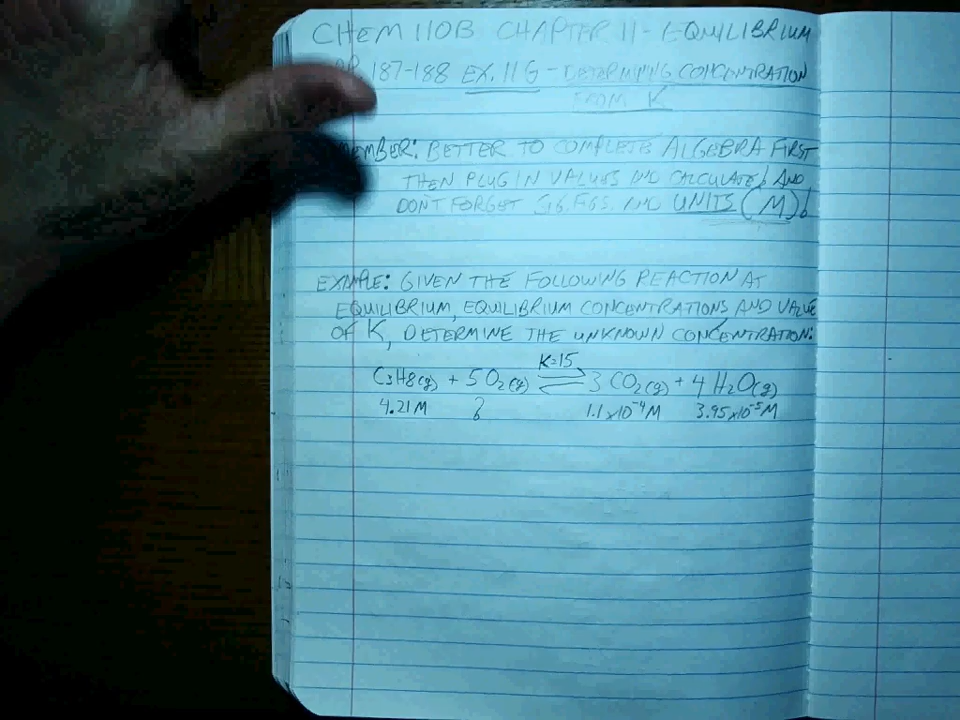 CHEM 110B CHAPTER 11 - EQUILIBRIUM
187-188 EX. 11G - DETERMINING CONCENTRATION
FROM K
EMBER: BETTER TO COMPLETE ALGEBRA FIRST
THEN PLUG IN VALUES AND CALCULATE! AND
DON'T FORGET SIG. FIGS. AND UNITS (M)!
EXAMPLE: GIVEN THE FOLLOWING REACTION AT
EQUILIBRIUM, EQUILIBRIUM CONCENTRATIONS AND VALUE
OF K, DETERMINE THE UNKNOWN CONCENTRATION:
K=15
C3H8(g) + 5 O2(g) ⇌ 3 CO2(g) + 4 H2O(g)
4.21 M ? 1.1x10⁻⁴M 3.95x10⁻⁵M